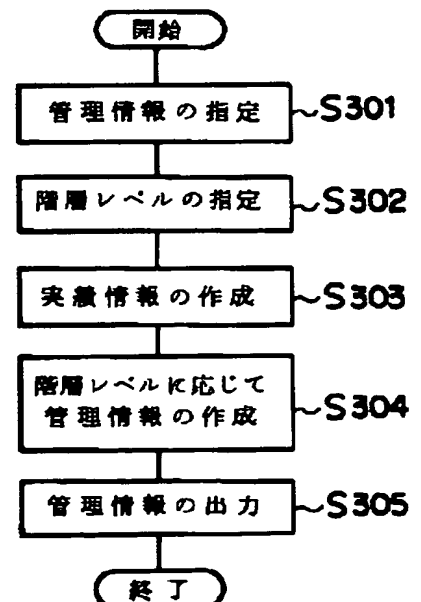 開始
管理情報の指定 ~S301
階層レベルの指定 ~S302
実績情報の作成 ~S303
階層レベルに応じて
管理情報の作成 ~S304
管理情報の出力 ~S305
終了